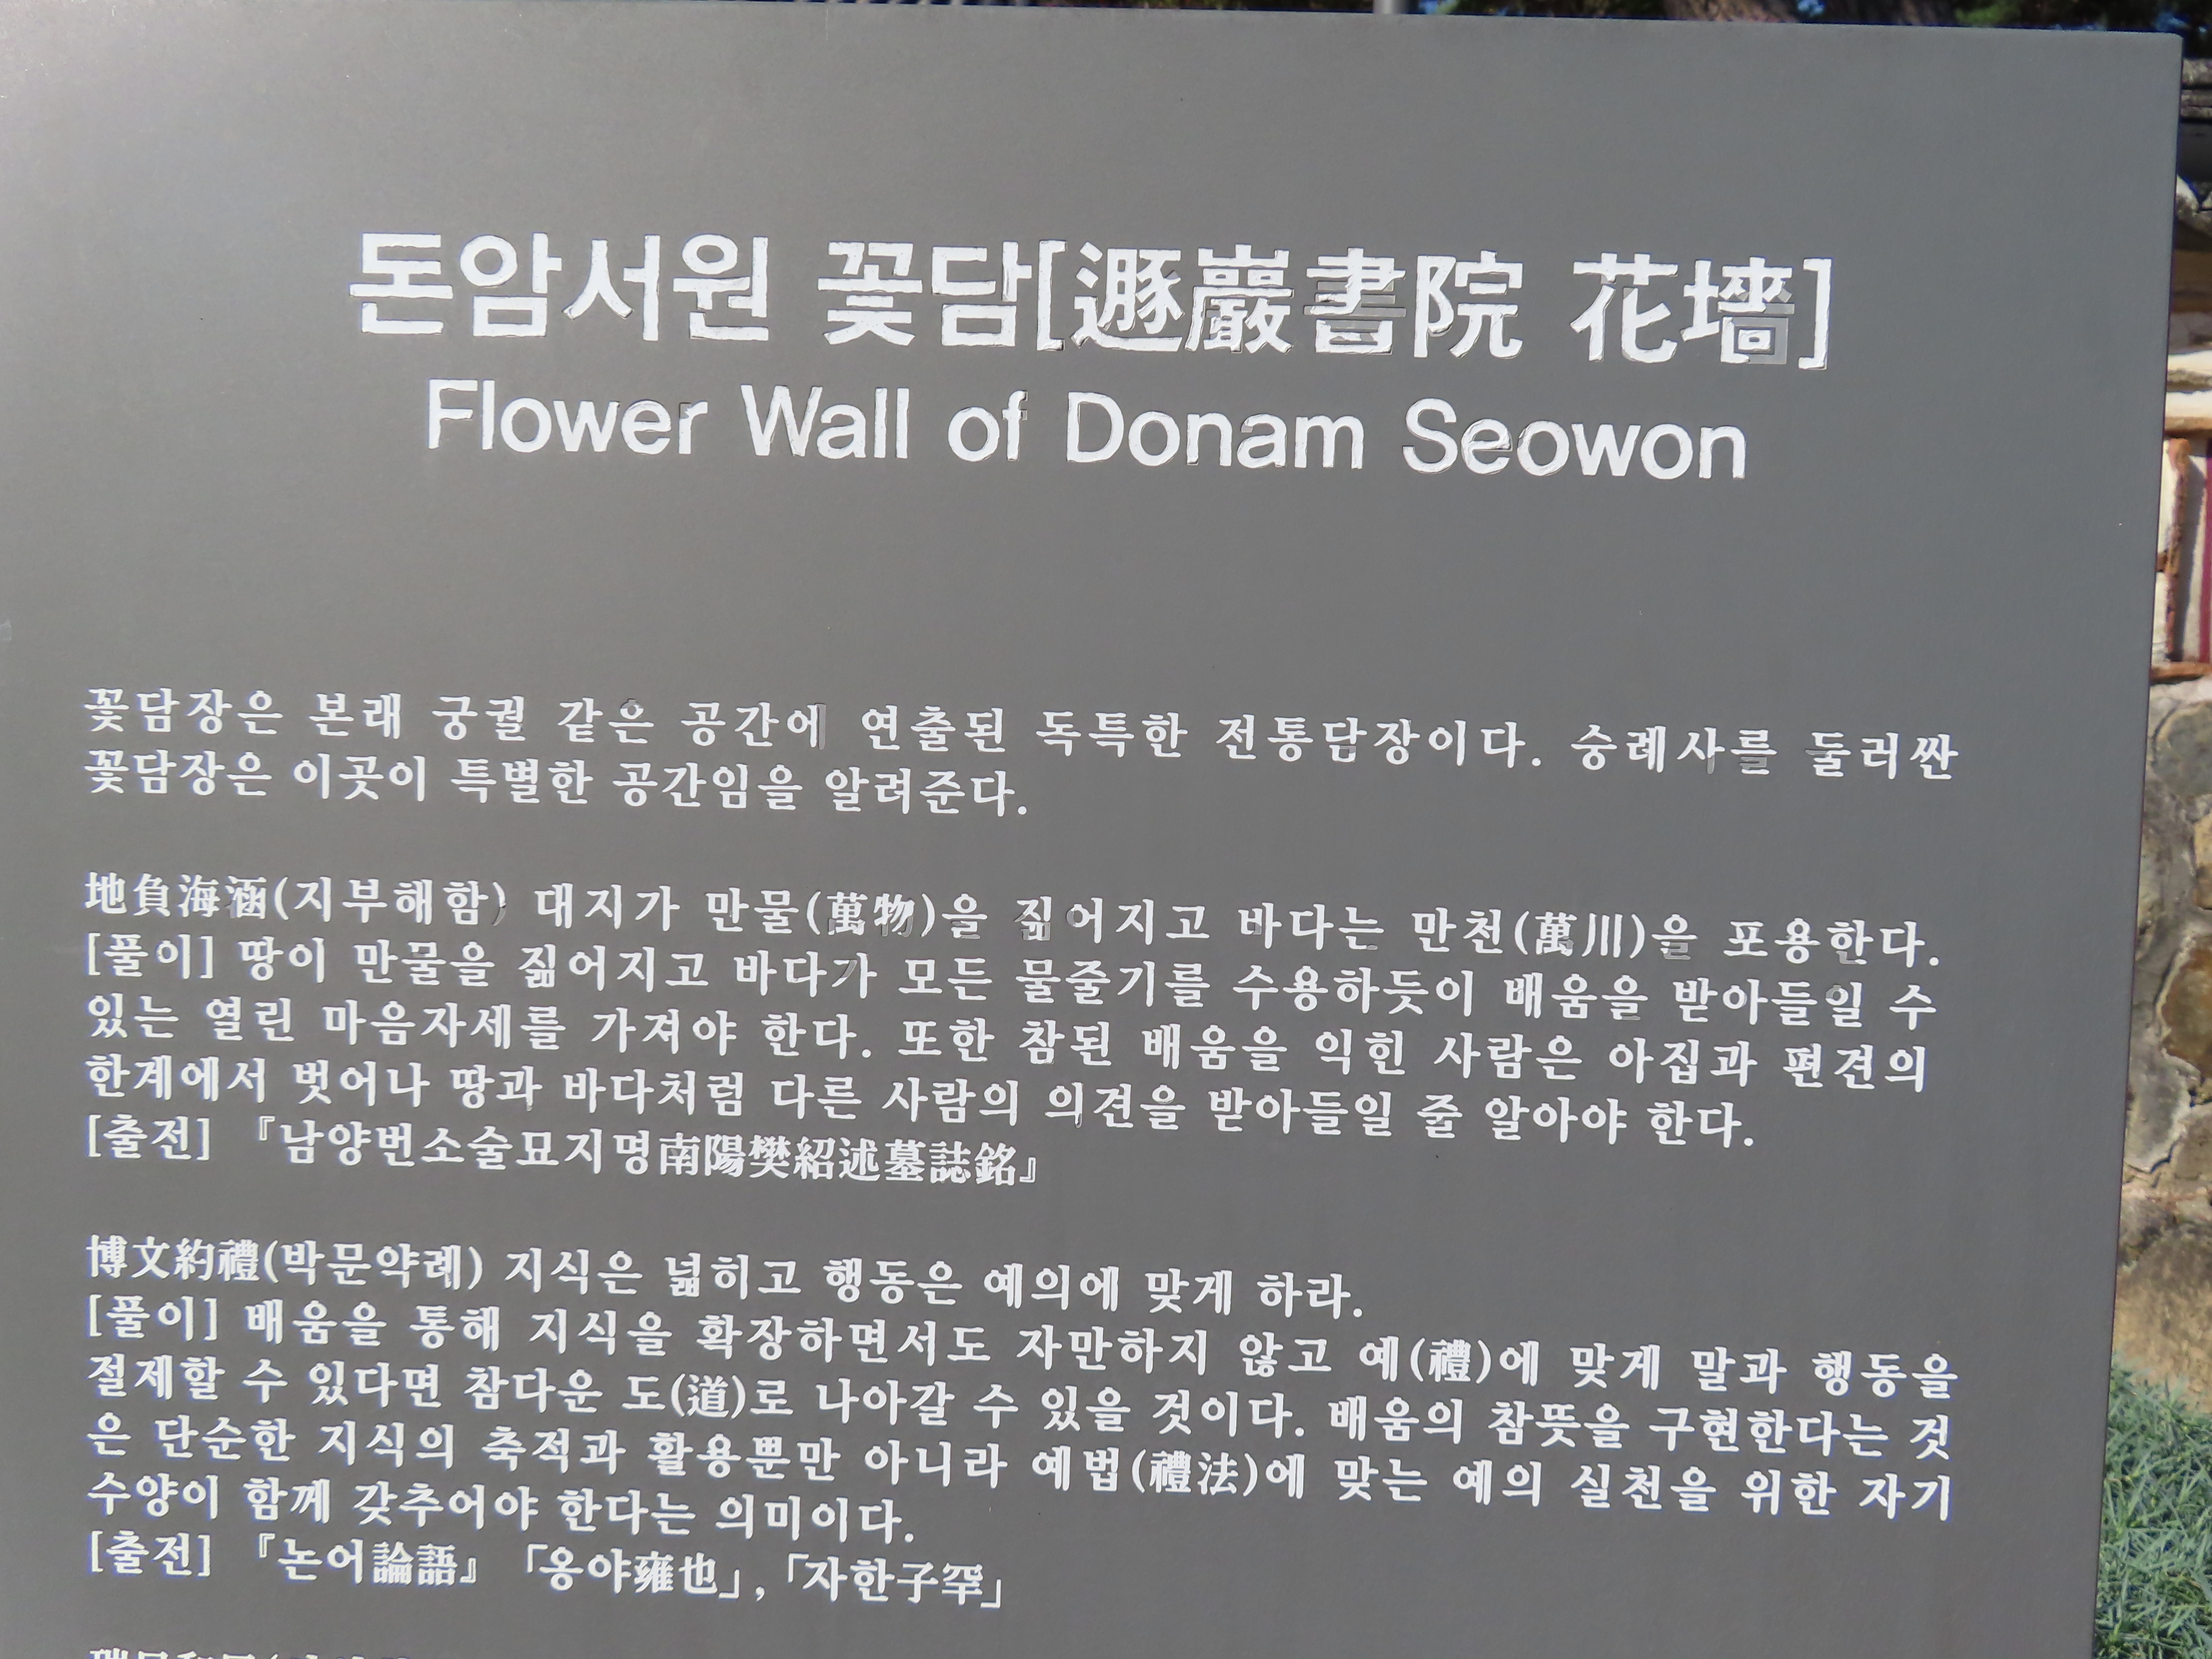 돈암서원 꽃담[遯巖書院 花墻]
Flower Wall of Donam Seowon
꽃담장은 본래 궁궐 같은 공간에 연출된 독특한 전통담장이다. 숭례사를 둘러싼
꽃담장은 이곳이 특별한 공간임을 알려준다.
地負海涵(지부해함) 대지가 만물(萬物)을 짊어지고 바다는 만천(萬川)을 포용한다.
[풀이] 땅이 만물을 짊어지고 바다가 모든 물줄기를 수용하듯이 배움을 받아들일 수
있는 열린 마음자세를 가져야 한다. 또한 참된 배움을 익힌 사람은 아집과 편견의
한계에서 벗어나 땅과 바다처럼 다른 사람의 의견을 받아들일 줄 알아야 한다.
[출전] 『남양번소술묘지명南陽樊紹述墓誌銘』
博文約禮(박문약례) 지식은 넓히고 행동은 예의에 맞게 하라.
[풀이] 배움을 통해 지식을 확장하면서도 자만하지 않고 예(禮)에 맞게 말과 행동을
절제할 수 있다면 참다운 도(道)로 나아갈 수 있을 것이다. 배움의 참뜻을 구현한다는 것
은 단순한 지식의 축적과 활용뿐만 아니라 예법(禮法)에 맞는 예의 실천을 위한 자기
수양이 함께 갖추어야 한다는 의미이다.
[출전] 『논어論語』 「옹야雍也」, 「자한子罕」